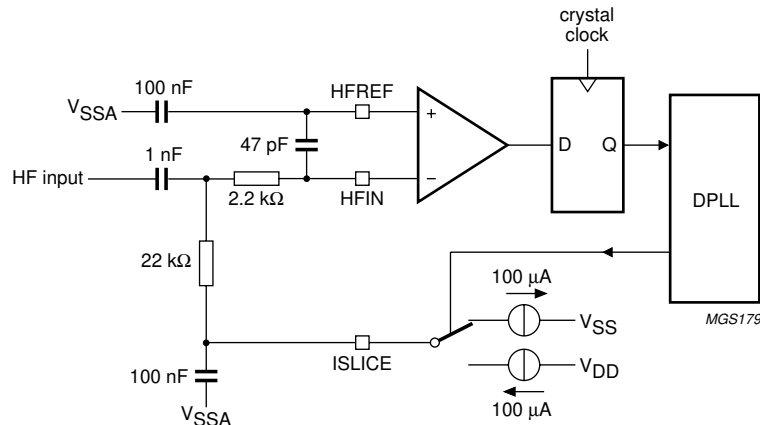 crystal
clock
100 nF
HFREF
V_SSA
47 pF
D Q
1 nF
HF input
2.2 kΩ
HFIN
DPLL
22 kΩ
100 μA
MGS179
V_SS
ISLICE
V_DD
100 nF
100 μA
V_SSA
+
−